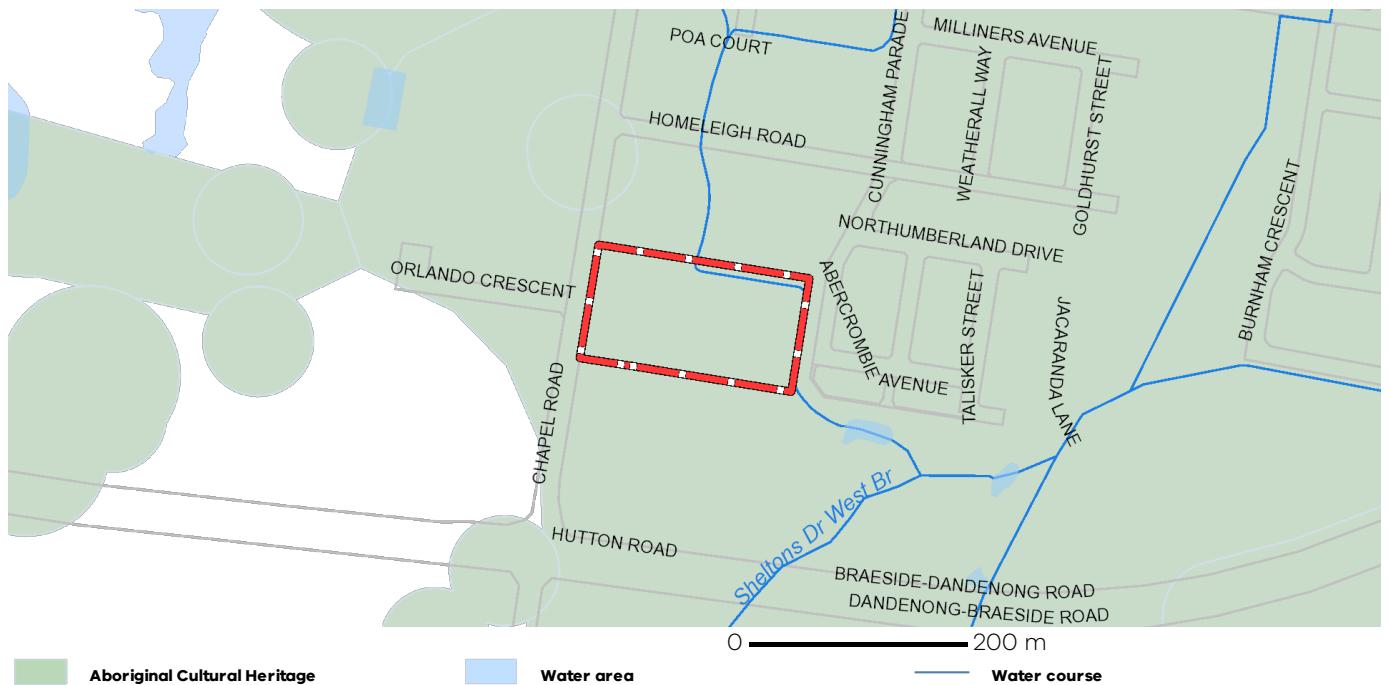 MILLINERS AVENUE
POA COURT
CUNNINGHAM PARADE
WEATHERALL WAY
GOLDHURST STREET
HOMELEIGH ROAD
BURNHAM CRESCENT
NORTHUMBERLAND DRIVE
ORLANDO CRESCENT
ABERCROMBIE AVENUE
TALISKER STREET
JACARANDA LANE
CHAPEL ROAD
Sheltons Dr West Br
HUTTON ROAD
BRAESIDE-DANDENONG ROAD
DANDENONG-BRAESIDE ROAD
0 200 m
Aboriginal Cultural Heritage Water area Water course